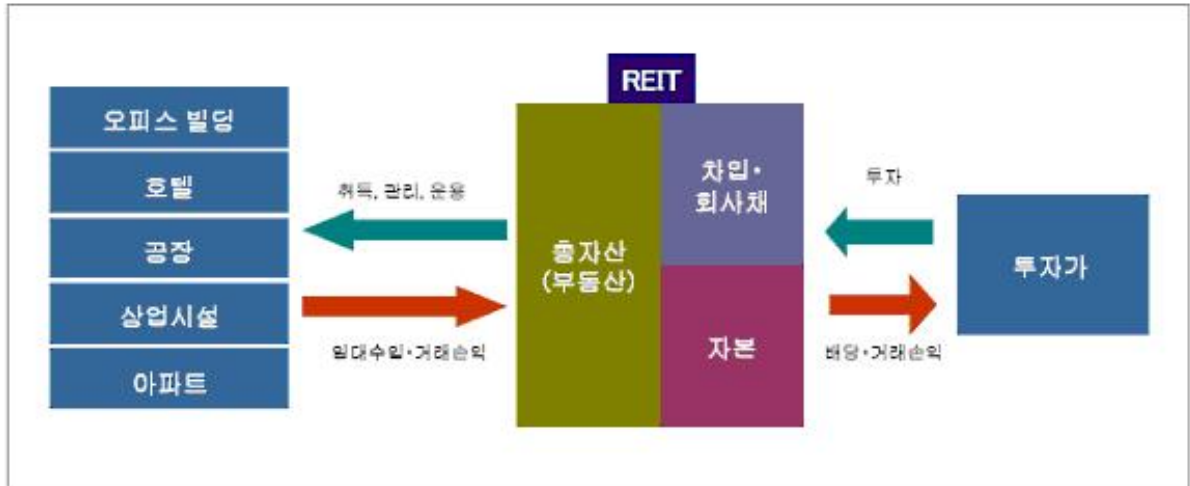 REIT
오피스 빌딩
호텔
공장
상업시설
아파트
취득, 관리, 운용
임대수입·거래손익
총자산
(부동산)
차입·
회사채
자본
투자
배당·거래손익
투자가